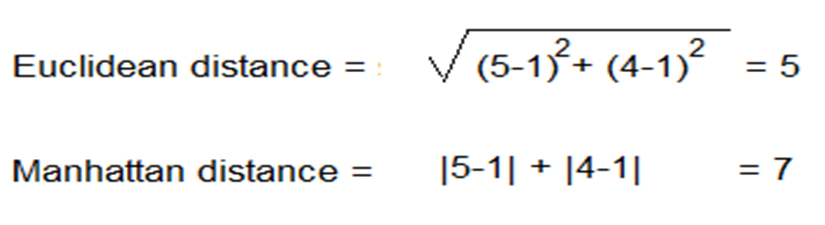 Euclidean distance = : √(5-1)²+ (4-1)² = 5
Manhattan distance = |5-1| + |4-1| = 7